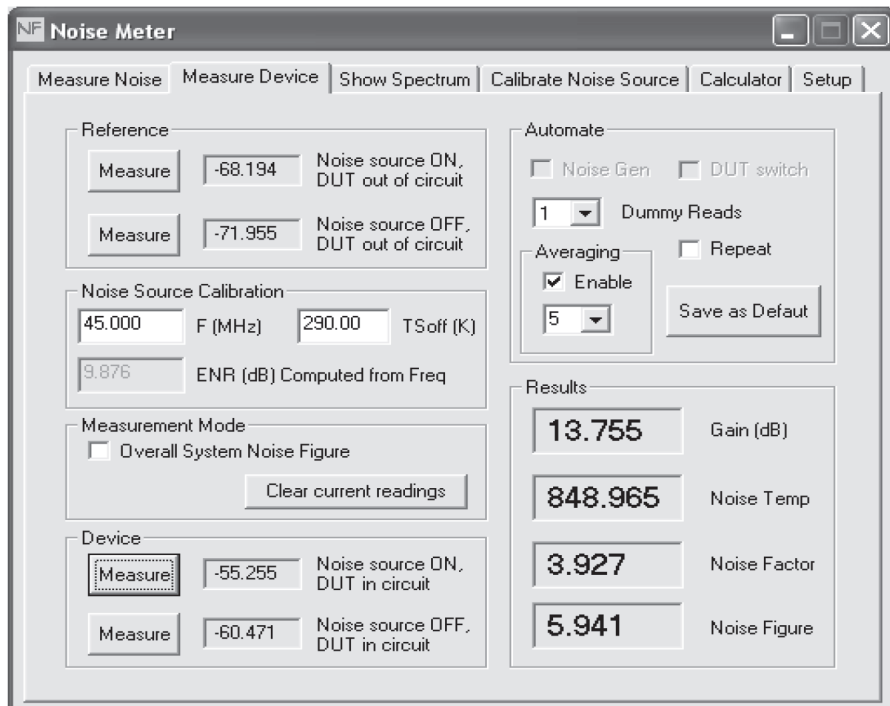 NF Noise Meter
Measure Noise Measure Device Show Spectrum Calibrate Noise Source Calculator Setup
Reference
Measure -68.194 Noise source ON,
DUT out of circuit
Measure -71.955 Noise source OFF,
DUT out of circuit
Noise Source Calibration
45.000 F (MHz) 290.00 TSoff (K)
9.876 ENR (dB) Computed from Freq
Measurement Mode
Overall System Noise Figure
Clear current readings
Device
Measure -55.255 Noise source ON,
DUT in circuit
Measure -60.471 Noise source OFF,
DUT in circuit
Automate
Noise Gen DUT switch
1 Dummy Reads
Averaging
Repeat
Enable
5
Save as Defaut
Results
13.755 Gain (dB)
848.965 Noise Temp
3.927 Noise Factor
5.941 Noise Figure